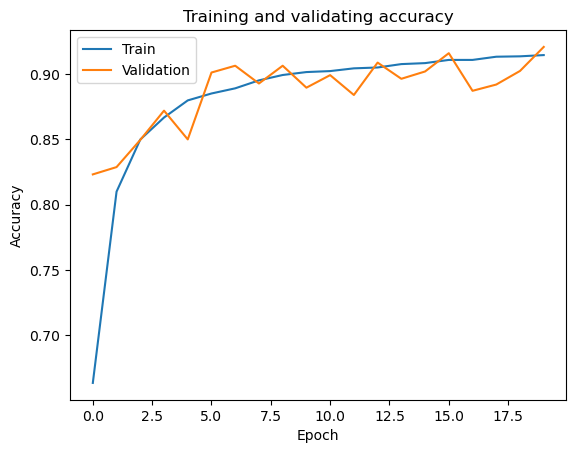 Training and validating accuracy
Train
Validation
0.90
0.85
0.80
0.75
0.70
Accuracy
0.0 2.5 5.0 7.5 10.0 12.5 15.0 17.5
Epoch